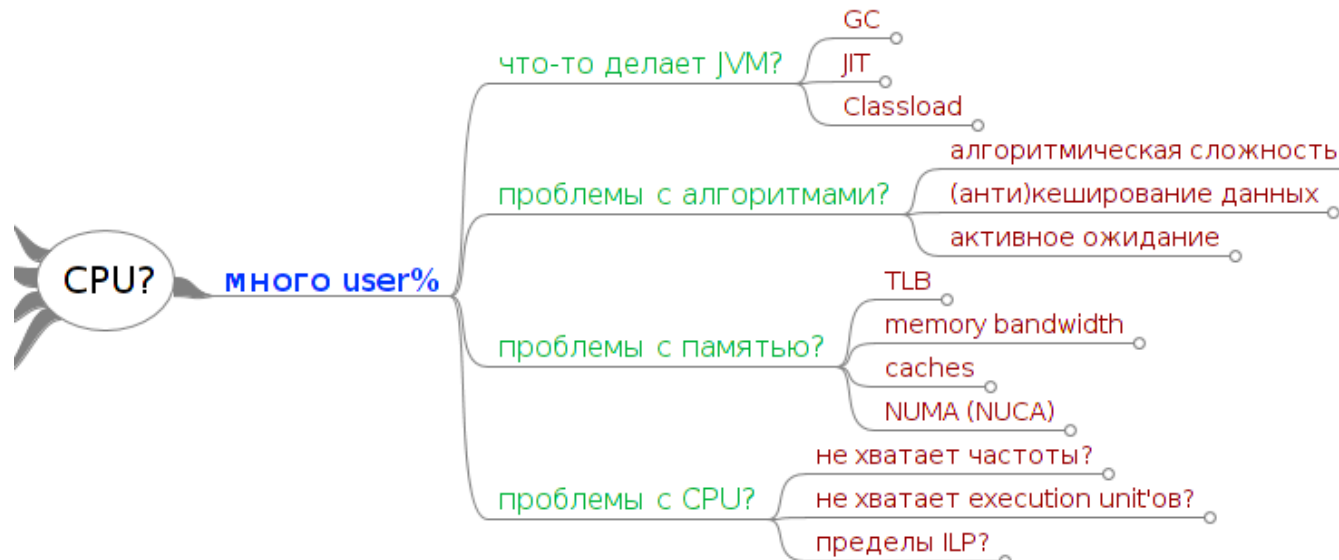 CPU?
много user%
что-то делает JVM?
GC
JIT
Classload
проблемы с алгоритмами?
алгоритмическая сложность
(анти)кеширование данных
активное ожидание
проблемы с памятью?
TLB
memory bandwidth
caches
NUMA (NUCA)
проблемы с CPU?
не хватает частоты?
не хватает execution unit'ов?
пределы ILP?